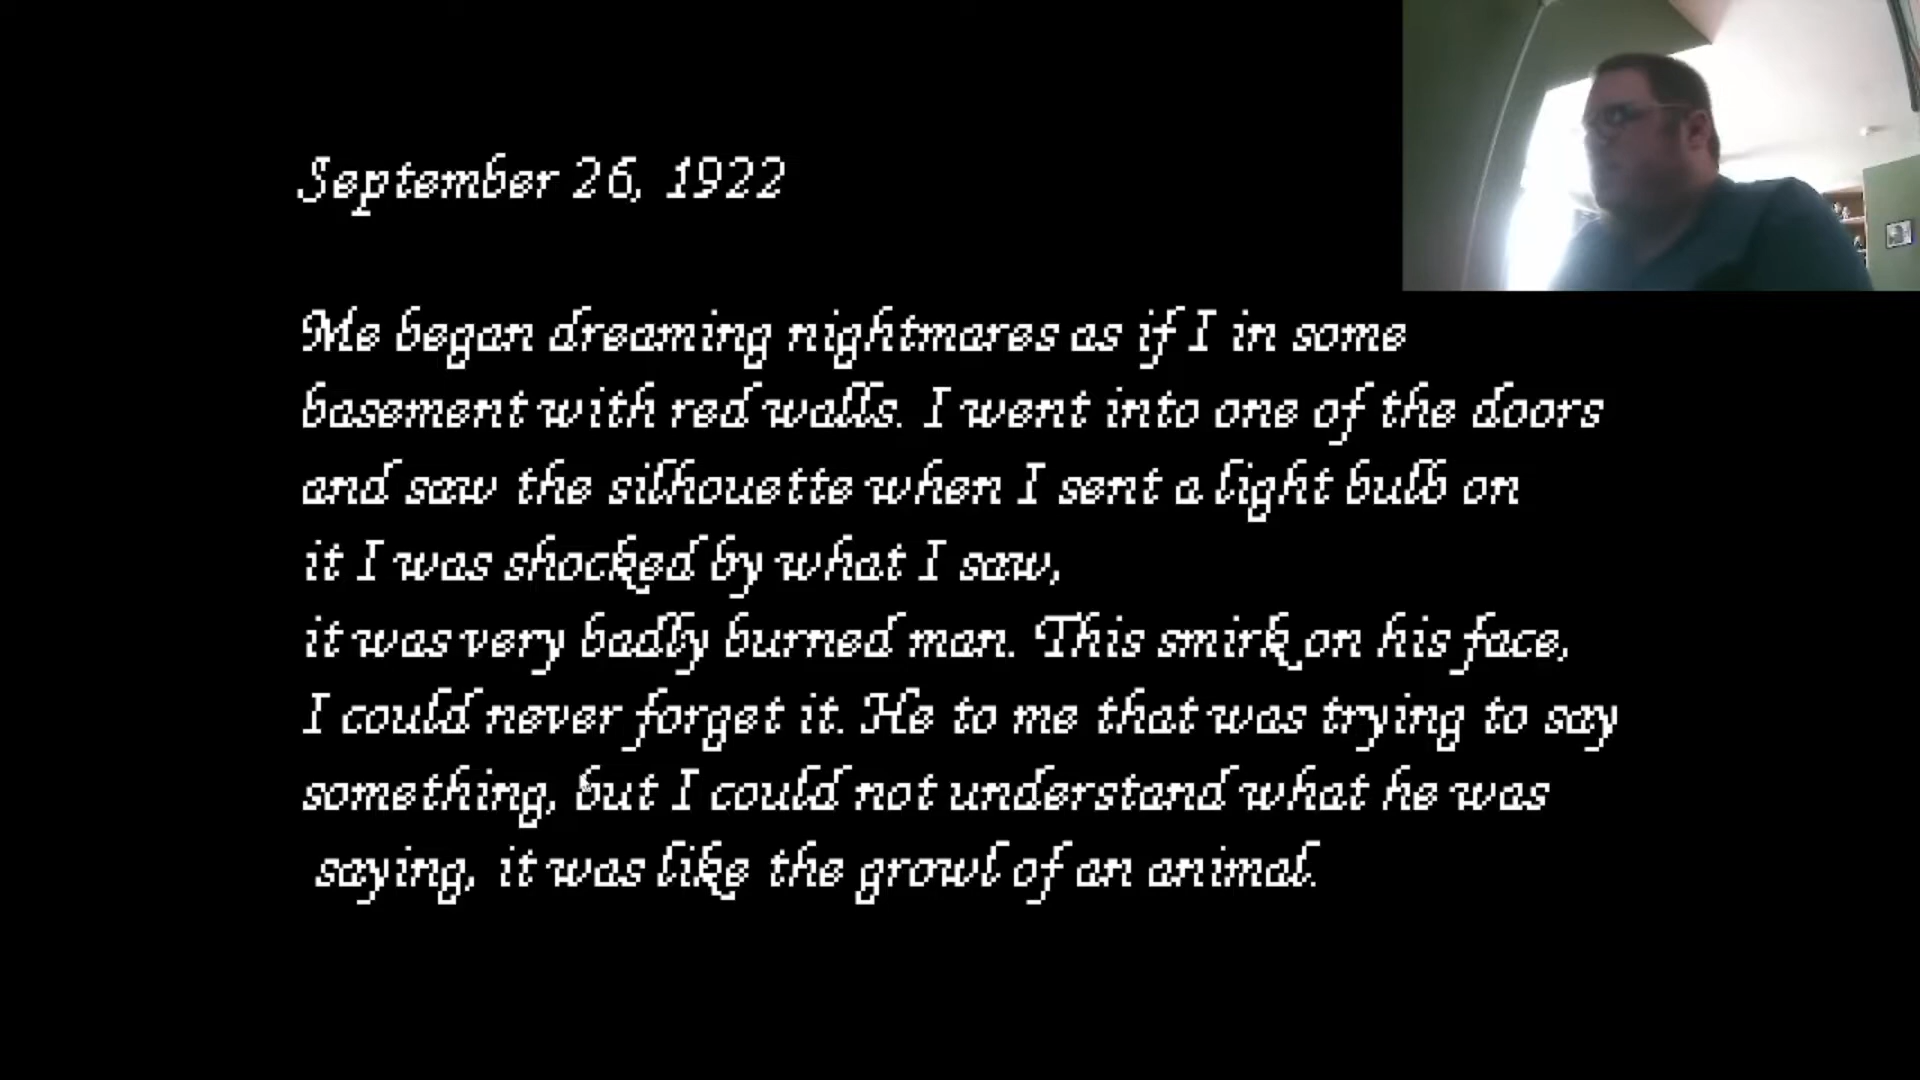 September 26, 1922
Me began dreaming nightmares as if I in some
basement with red walls. I went into one of the doors
and saw the silhouette when I sent a light bulb on
it I was shocked by what I saw,
it was very badly burned man. This smirk on his face,
I could never forget it. He to me that was trying to say
something, but I could not understand what he was
saying, it was like the growl of an animal.